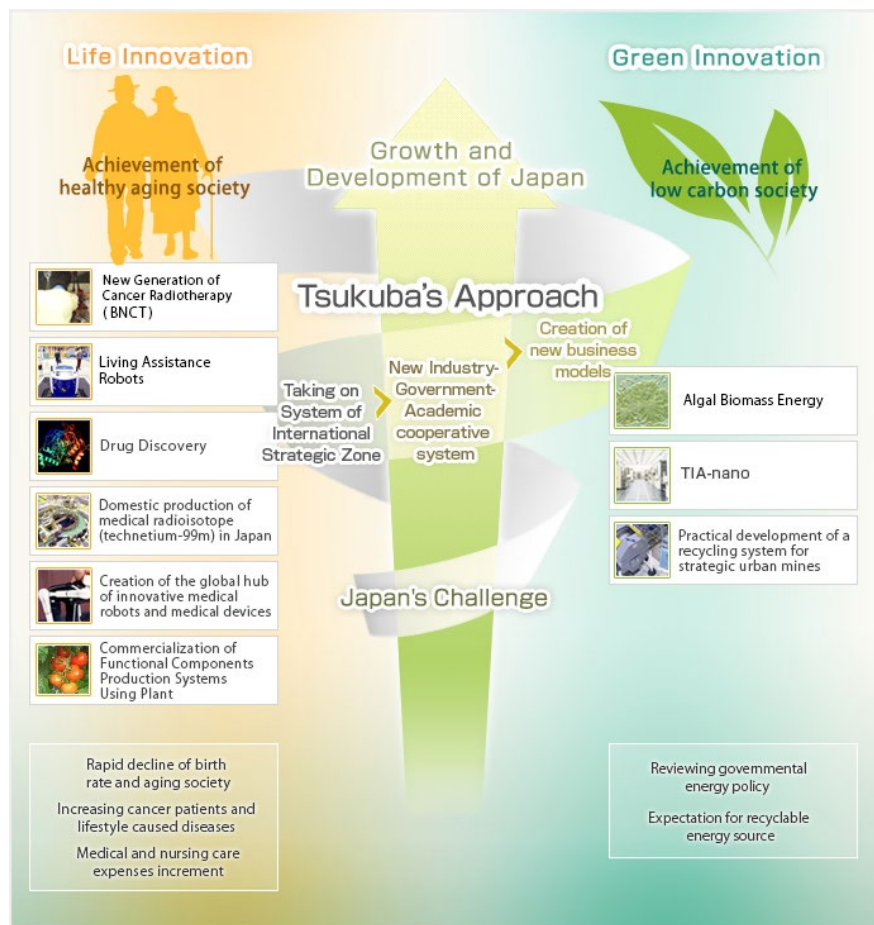 Life Innovation
Achievement of
healthy aging society
New Generation of
Cancer Radiotherapy
(BNCT)
Living Assistance
Robots
Drug Discovery
Domestic production of
medical radioisotope
(technetium-99m) in Japan
Creation of the global hub
of innovative medical
robots and medical devices
Commercialization of
Functional Components
Production Systems
Using Plant
Rapid decline of birth
rate and aging society
Increasing cancer patients and
lifestyle caused diseases
Medical and nursing care
expenses increment
Growth and
Development of Japan
Tsukuba's Approach
Taking on
System of
International
Strategic Zone
New Industry-
Government-
Academic
cooperative
system
Creation of
new business
models
Japan's Challenge
Green Innovation
Achievement of
low carbon society
Algal Biomass Energy
TIA-nano
Practical development of a
recycling system for
strategic urban mines
Reviewing governmental
energy policy
Expectation for recyclable
energy source